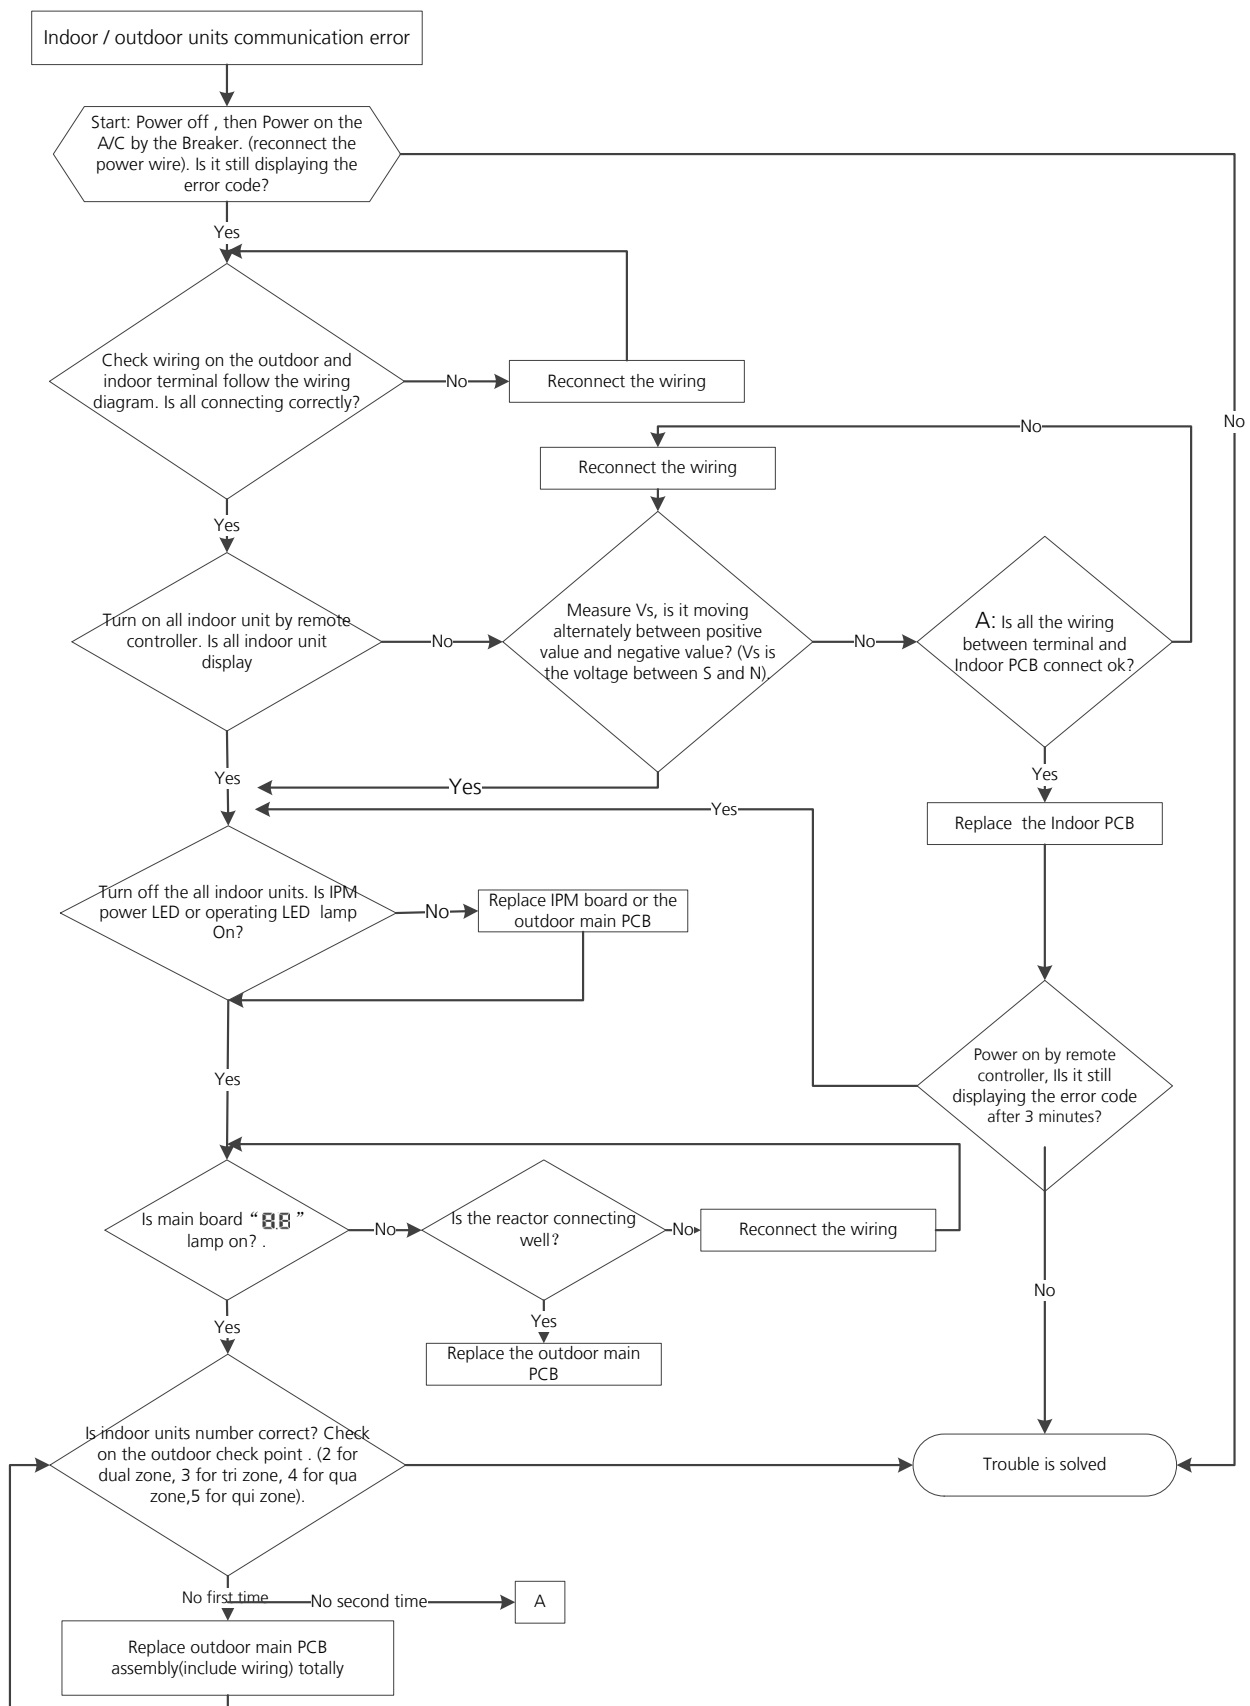 Indoor / outdoor units communication error
Start: Power off , then Power on the
A/C by the Breaker. (reconnect the
power wire). Is it still displaying the
error code?
Yes
No
Check wiring on the outdoor and
indoor terminal follow the wiring
diagram. Is all connecting correctly?
No
Reconnect the wiring
Yes
No
Reconnect the wiring
Turn on all indoor unit by remote
controller. Is all indoor unit
display
No
Measure Vs, is it moving
alternately between positive
value and negative value? (Vs is
the voltage between S and N).
No
A: Is all the wiring
between terminal and
Indoor PCB connect ok?
Yes
Yes
Yes
Yes
Replace the Indoor PCB
Turn off the all indoor units. Is IPM
power LED or operating LED lamp
On?
No
Replace IPM board or the
outdoor main PCB
Yes
Power on by remote
controller, IIs it still
displaying the error code
after 3 minutes?
No
Is main board “8.8”
lamp on? .
No
Is the reactor connecting
well?
No
Reconnect the wiring
Yes
Yes
Replace the outdoor main
PCB
Is indoor units number correct? Check
on the outdoor check point . (2 for
dual zone, 3 for tri zone, 4 for qua
zone,5 for qui zone).
Trouble is solved
No first time
No second time
A
Replace outdoor main PCB
assembly(include wiring) totally